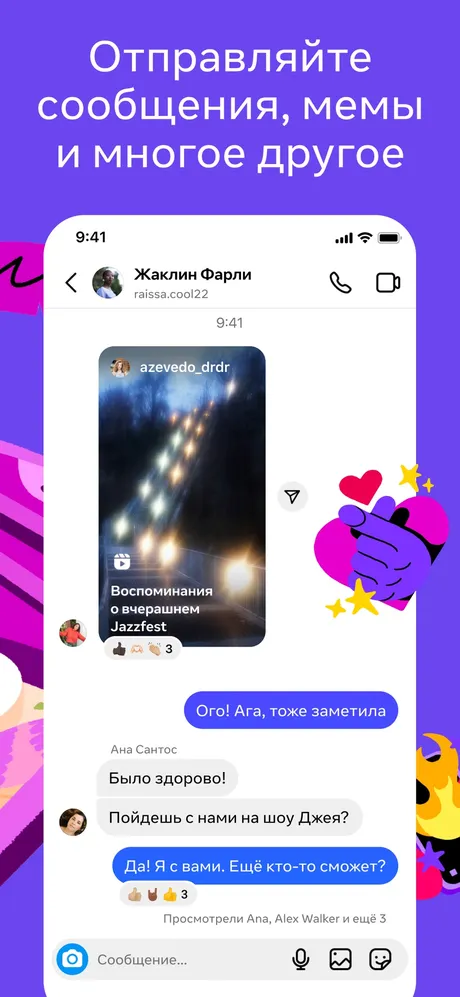 Отправляйте
сообщения, мемы
и многое другое
9:41
Жаклин Фарли
raissa.cool22
9:41
azevedo_drdr
Воспоминания
о вчерашнем
Jazzfest
3
Ого! Ага, тоже заметила
Ана Сантос
Было здорово!
Пойдешь с нами на шоу Джея?
Да! Я с вами. Ещё кто-то сможет?
3
Просмотрели Ana, Alex Walker и ещё 3
Сообщение...